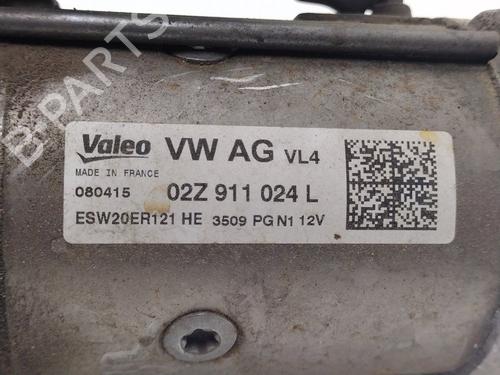 B-PARTS
Valeo VW AG VL4
MADE IN FRANCE
080415 02Z 911 024 L
ESW20ER121 HE 3509 PG N1 12V